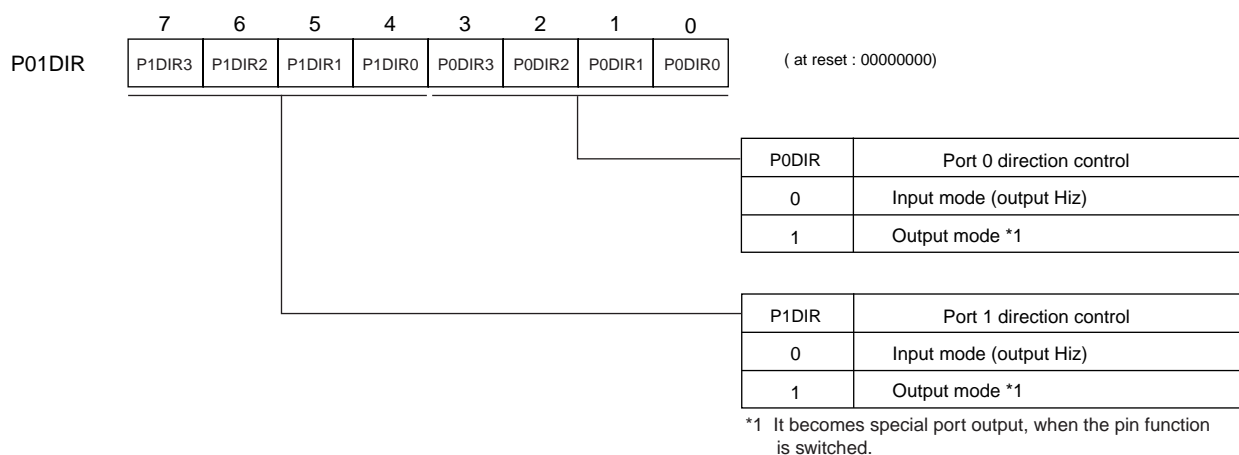 7 6 5 4 3 2 1 0
P01DIR P1DIR3 P1DIR2 P1DIR1 P1DIR0 P0DIR3 P0DIR2 P0DIR1 P0DIR0 ( at reset : 00000000)
P0DIR Port 0 direction control
0 Input mode (output Hiz)
1 Output mode *1
P1DIR Port 1 direction control
0 Input mode (output Hiz)
1 Output mode *1
*1 It becomes special port output, when the pin function
is switched.